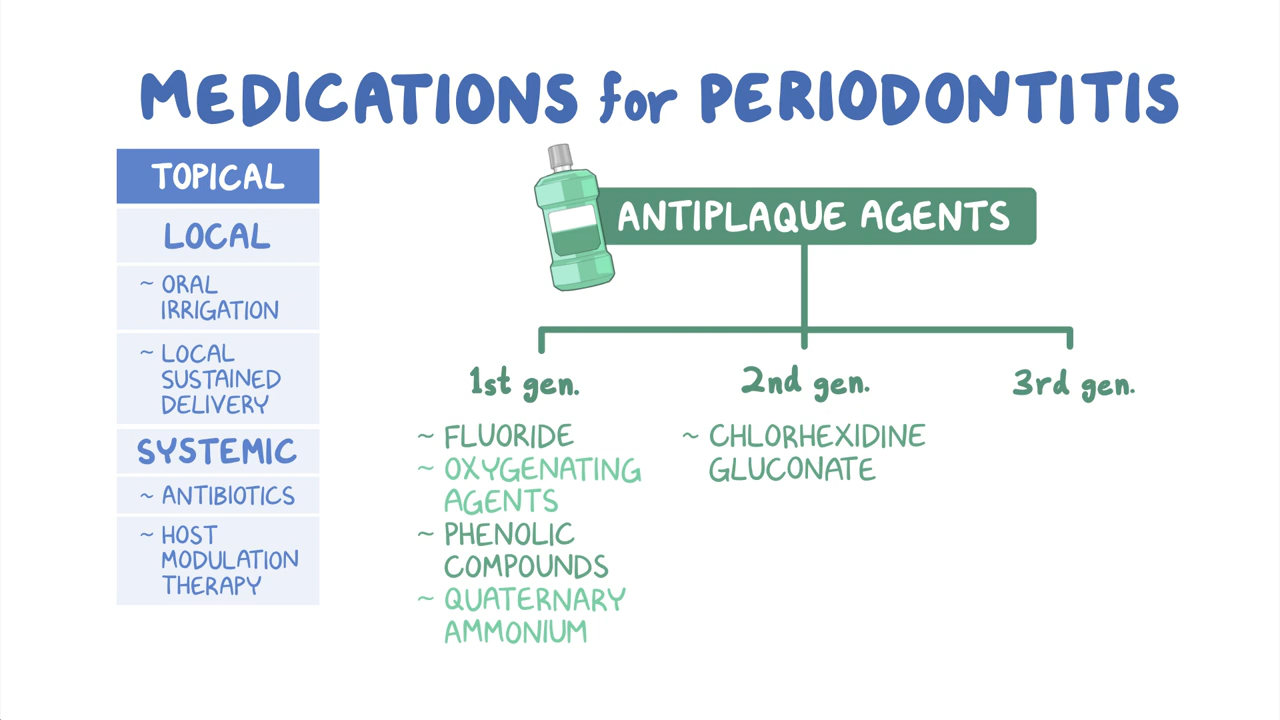 MEDICATIONS for PERIODONTITIS
TOPICAL
LOCAL
~ ORAL
IRRIGATION
~ LOCAL
SUSTAINED
DELIVERY
SYSTEMIC
~ ANTIBIOTICS
~ HOST
MODULATION
THERAPY
ANTIPLAQUE AGENTS
1st gen.
~ FLUORIDE
~ OXYGENATING
AGENTS
~ PHENOLIC
COMPOUNDS
~ QUATERNARY
AMMONIUM
2nd gen.
~ CHLORHEXIDINE
GLUCONATE
3rd gen.